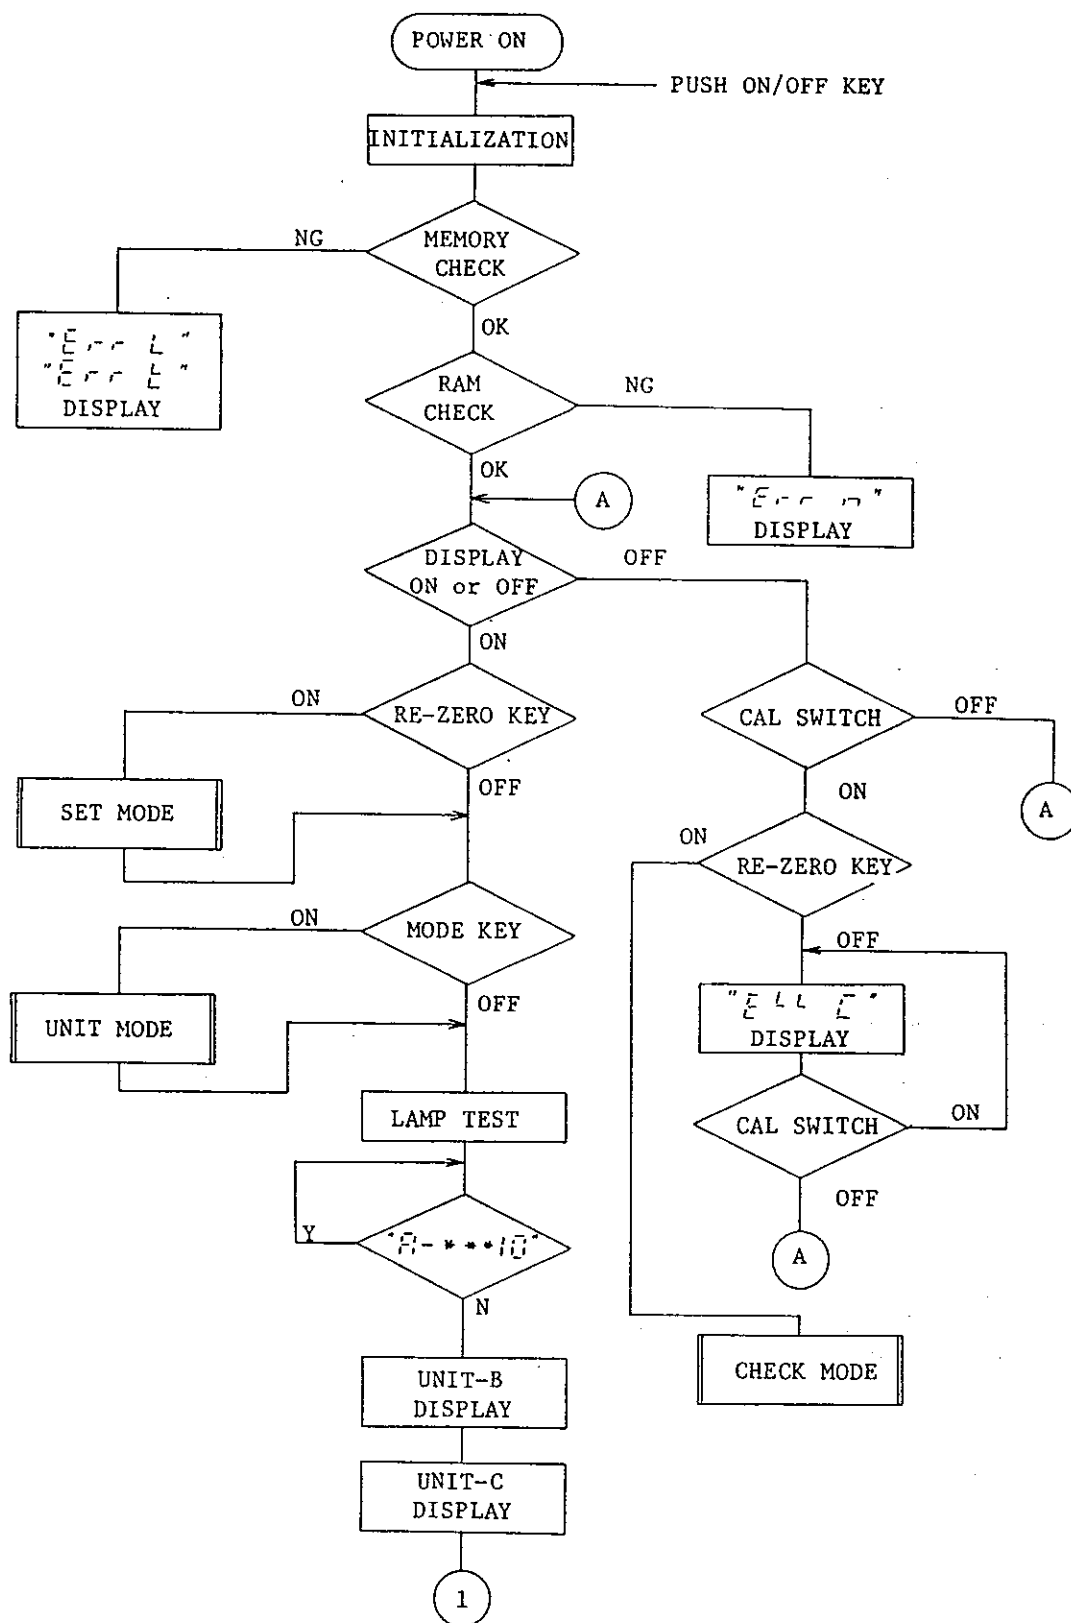 POWER ON
PUSH ON/OFF KEY
INITIALIZATION
NG
MEMORY
CHECK
OK
"Err L"
"Err t"
DISPLAY
RAM
CHECK
NG
OK
A
"Err n"
DISPLAY
DISPLAY
ON or OFF
OFF
ON
ON
RE-ZERO KEY
OFF
CAL SWITCH
OFF
SET MODE
ON
A
ON
RE-ZERO KEY
ON
MODE KEY
OFF
OFF
UNIT MODE
DISPLAY
LAMP TEST
CAL SWITCH
ON
OFF
Y
"A-***10"
A
N
UNIT-B
DISPLAY
CHECK MODE
UNIT-C
DISPLAY
1